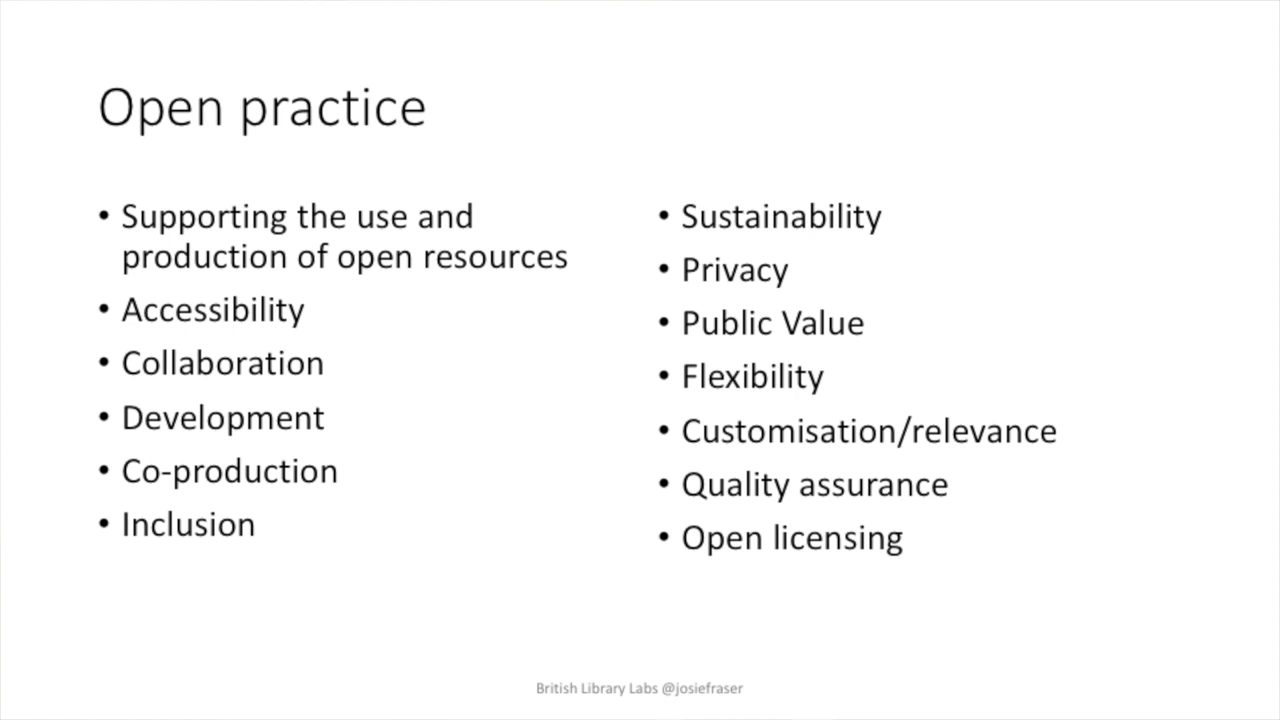 Open practice
• Supporting the use and
production of open resources
• Accessibility
• Collaboration
• Development
• Co-production
• Inclusion
• Sustainability
• Privacy
• Public Value
• Flexibility
• Customisation/relevance
• Quality assurance
• Open licensing
British Library Labs @josiefraser